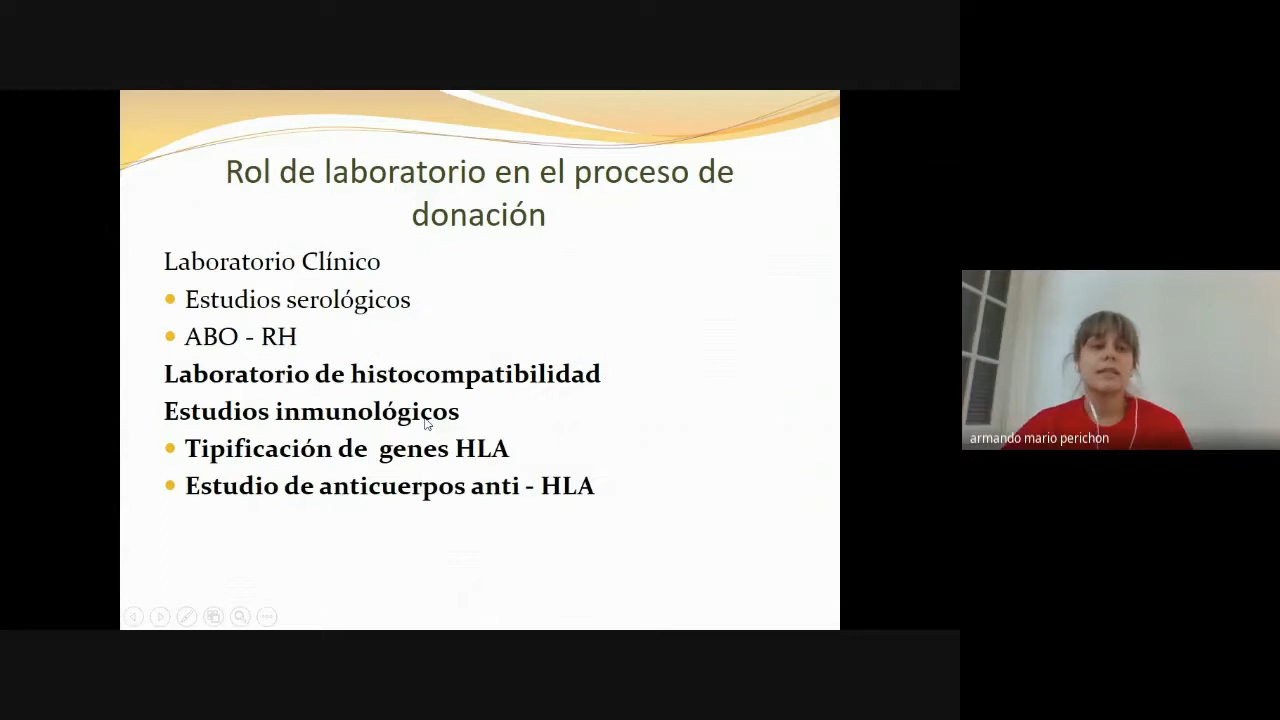 Rol de laboratorio en el proceso de
donación
Laboratorio Clínico
Estudios serológicos
ABO - RH
Laboratorio de histocompatibilidad
Estudios inmunológicos
Tipificación de genes HLA
Estudio de anticuerpos anti - HLA
armando mario perichon